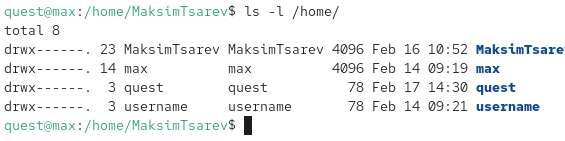 quest@max:/home/MaksimTsarev$ ls -l /home/
total 8
drwx------. 23 MaksimTsarev MaksimTsarev 4096 Feb 16 10:52 MaksimTsarev
drwx------. 14 max          max          4096 Feb 14 09:19 max
drwx------.  3 quest        quest          78 Feb 17 14:30 quest
drwx------.  3 username     username       78 Feb 14 09:21 username
quest@max:/home/MaksimTsarev$